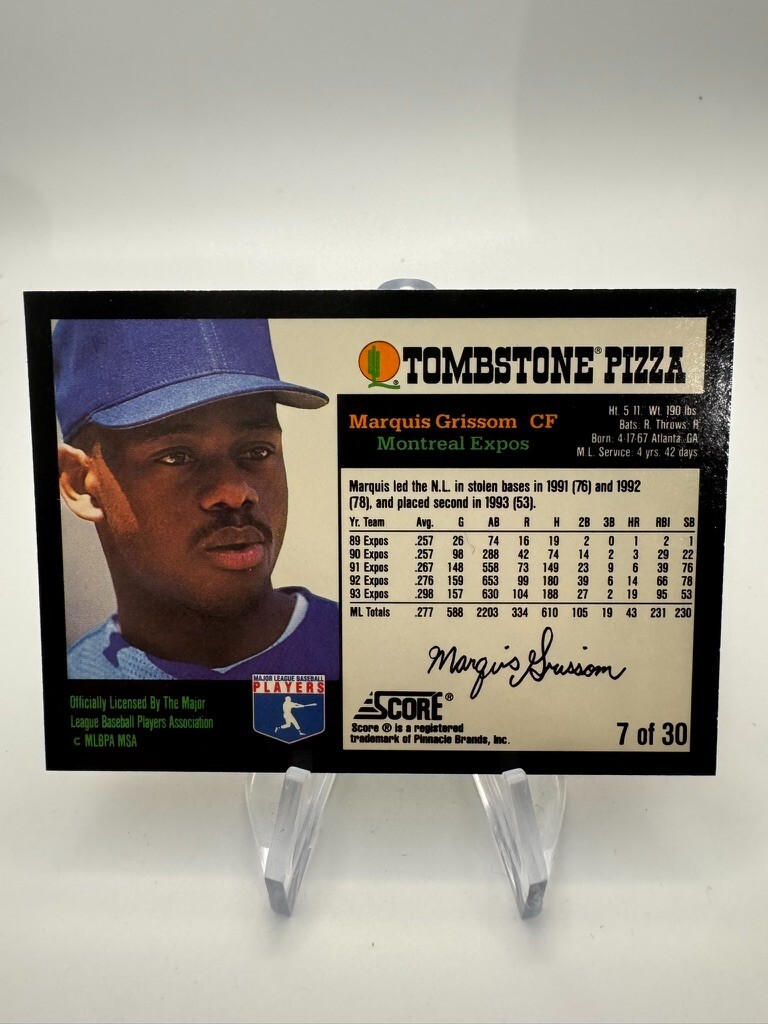 TOMBSTONE® PIZZA
Marquis Grissom CF
Montreal Expos
Ht. 5 11. Wt. 190 lbs
Bats: R. Throws: R
Born: 4-17-67 Atlanta, GA
M.L. Service: 4 yrs. 42 days
Marquis led the N.L. in stolen bases in 1991 (76) and 1992
(78), and placed second in 1993 (53).
Yr. Team Avg. G AB R H 2B 3B HR RBI SB
89 Expos .257 26 74 16 19 2 0 1 2 1
90 Expos .257 98 288 42 74 14 2 3 29 22
91 Expos .267 148 558 73 149 23 9 6 39 76
92 Expos .276 159 653 99 180 39 6 14 66 78
93 Expos .298 157 630 104 188 27 2 19 95 53
ML Totals .277 588 2203 334 610 105 19 43 231 230
Marquis Grissom
SCORE®
Score ® is a registered
trademark of Pinnacle Brands, Inc.
7 of 30
MAJOR LEAGUE BASEBALL
PLAYERS
Officially Licensed By The Major
League Baseball Players Association
c MLBPA MSA